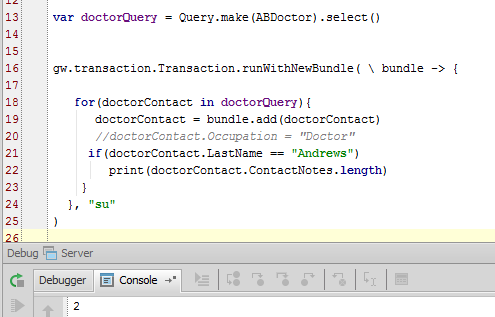 12
13 var doctorQuery = Query.make(ABDoctor).select()
14
15
16 gw.transaction.Transaction.runWithNewBundle( \ bundle -> {
17
18 for(doctorContact in doctorQuery){
19 doctorContact = bundle.add(doctorContact)
20 //doctorContact.Occupation = "Doctor"
21 if(doctorContact.LastName == "Andrews")
22 print(doctorContact.ContactNotes.length)
23 }
24 }, "su"
25 )
26
Debug Server
Debugger Console
2